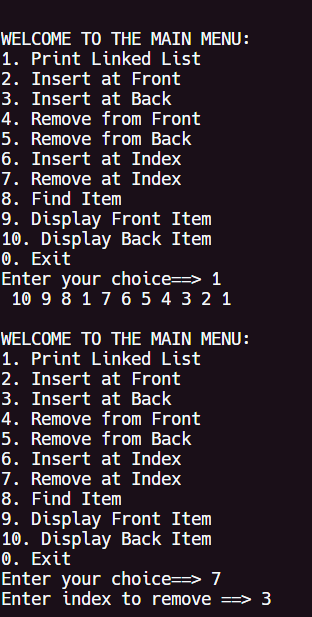 WELCOME TO THE MAIN MENU:
1. Print Linked List
2. Insert at Front
3. Insert at Back
4. Remove from Front
5. Remove from Back
6. Insert at Index
7. Remove at Index
8. Find Item
9. Display Front Item
10. Display Back Item
0. Exit
Enter your choice==> 1
10 9 8 1 7 6 5 4 3 2 1
WELCOME TO THE MAIN MENU:
1. Print Linked List
2. Insert at Front
3. Insert at Back
4. Remove from Front
5. Remove from Back
6. Insert at Index
7. Remove at Index
8. Find Item
9. Display Front Item
10. Display Back Item
0. Exit
Enter your choice==> 7
Enter index to remove ==> 3